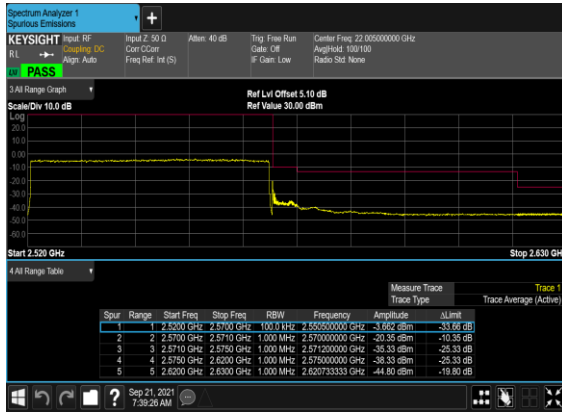 Spectrum Analyzer 1
Spurious Emissions
+
KEYSIGHT Input: RF Input Z: 50 Ω Atten: 40 dB Trig: Free Run Center Freq: 22.005000000 GHz
RL Coupling: DC Corr CCorr Gate: Off Avg|Hold: 100/100
Align: Auto Freq Ref: Int (S) IF Gain: Low Radio Std: None
PASS
3 All Range Graph
Ref Lvl Offset 5.10 dB
Scale/Div 10.0 dB Ref Value 30.00 dBm
Log
20.0
10.0
0.00
-10.0
-20.0
-30.0
-40.0
-50.0
-60.0
Start 2.520 GHz Stop 2.630 GH
4 All Range Table
Measure Trace Trace 1
Trace Type Trace Average (Active)
Spur Range Start Freq Stop Freq RBW Frequency Amplitude ΔLimit
1 1 2.5200 GHz 2.5700 GHz 100.0 kHz 2.550500000 GHz -3.662 dBm -33.66 dB
2 2 2.5700 GHz 2.5710 GHz 1.000 MHz 2.570000000 GHz -20.35 dBm -10.35 dB
3 3 2.5710 GHz 2.5750 GHz 1.000 MHz 2.571200000 GHz -35.33 dBm -25.33 dB
4 4 2.5750 GHz 2.6200 GHz 1.000 MHz 2.575000000 GHz -38.33 dBm -25.33 dB
5 5 2.6200 GHz 2.6300 GHz 1.000 MHz 2.620733333 GHz -44.80 dBm -19.80 dB
? Sep 21, 2021
7:39:26 AM